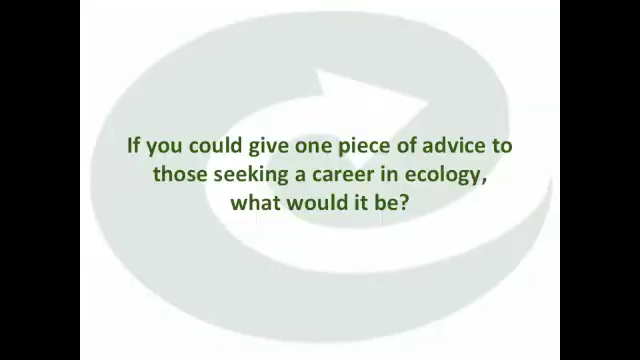 If you could give one piece of advice to
those seeking a career in ecology,
what would it be?